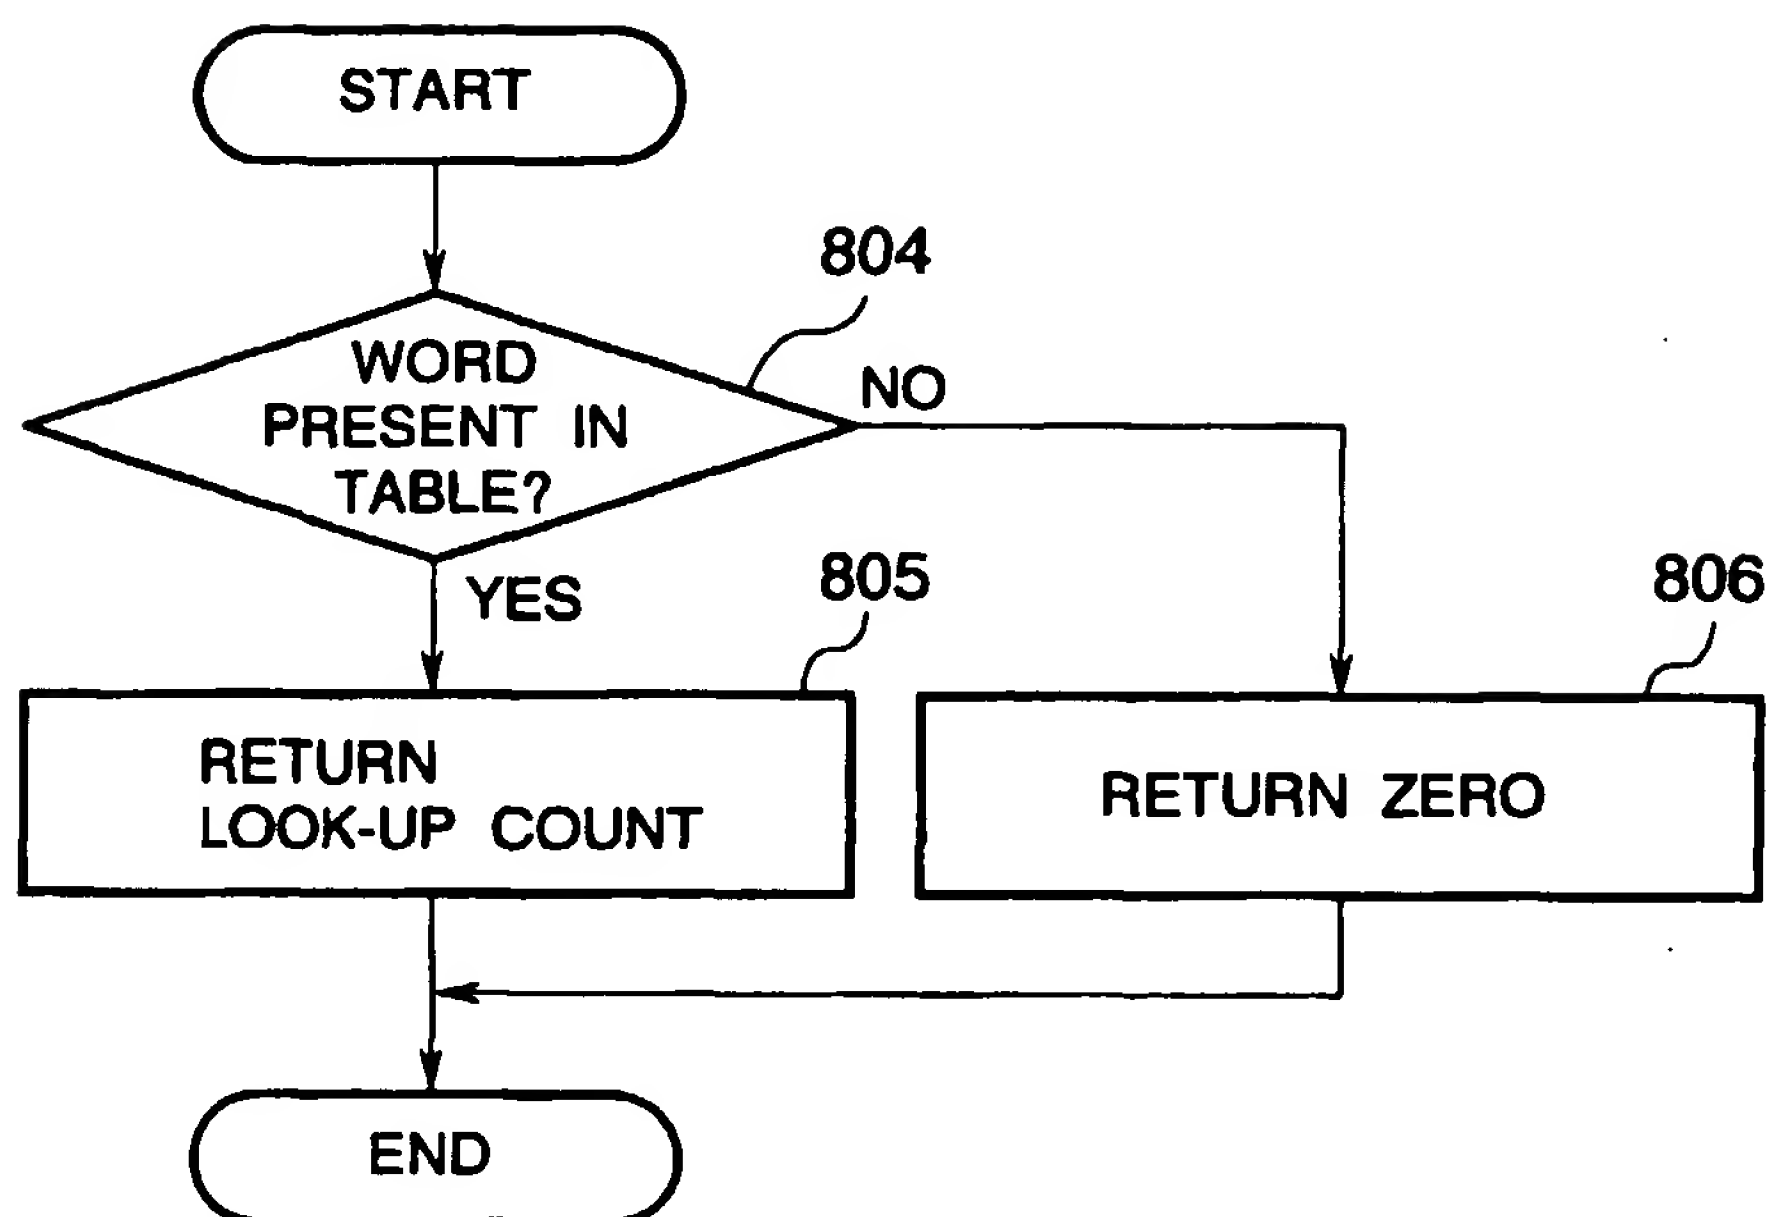 START
804
WORD
PRESENT IN
TABLE?
NO
YES
805
806
RETURN
LOOK-UP COUNT
RETURN ZERO
END